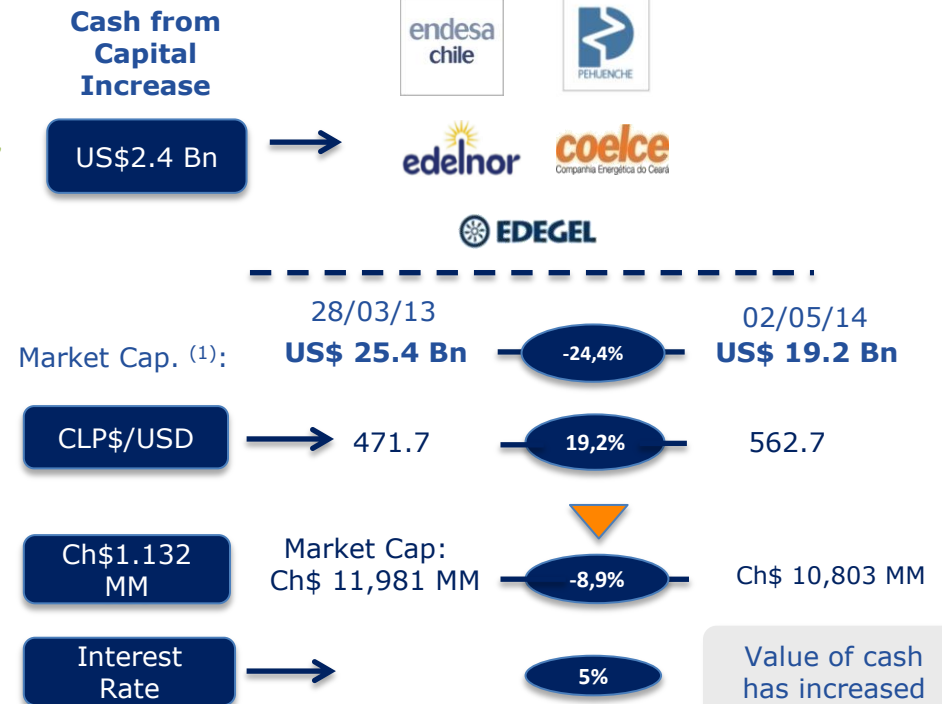 Cash from
Capital
Increase
US$2.4 Bn
endesa
chile
PEHUENCHE
edelnor
coelce
Companhia Energética do Ceará
EDEGEL
28/03/13
02/05/14
Market Cap. (1):
US$ 25.4 Bn
-24,4%
US$ 19.2 Bn
CLP$/USD
471.7
19,2%
562.7
Ch$1.132
MM
Market Cap:
Ch$ 11,981 MM
-8,9%
Ch$ 10,803 MM
Interest
Rate
5%
Value of cash
has increased